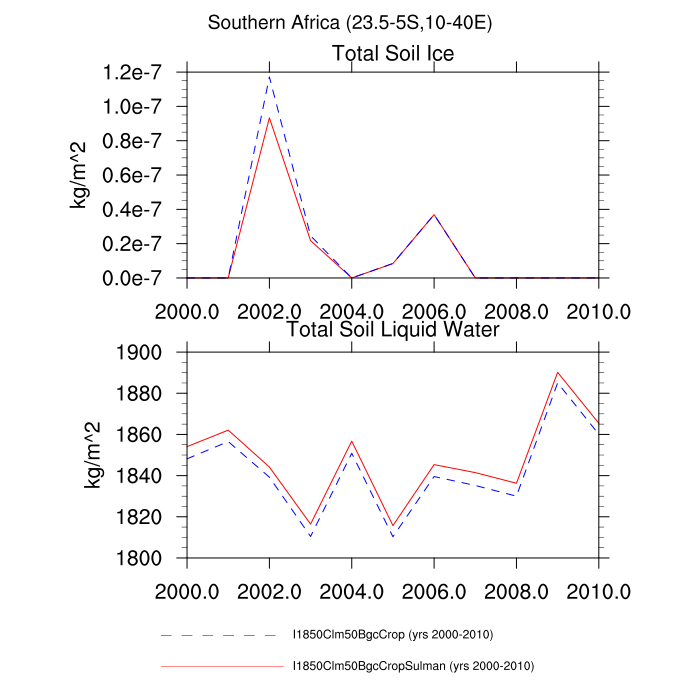 Southern Africa (23.5-5S,10-40E)
Total Soil Ice
1.2e-7
1.0e-7
0.8e-7
0.6e-7
0.4e-7
0.2e-7
0.0e-7
kg/m^2
2000.0 2002.0 2004.0 2006.0 2008.0 2010.0
Total Soil Liquid Water
1900
1880
1860
1840
1820
1800
kg/m^2
2000.0 2002.0 2004.0 2006.0 2008.0 2010.0
I1850Clm50BgcCrop (yrs 2000-2010)
I1850Clm50BgcCropSulman (yrs 2000-2010)